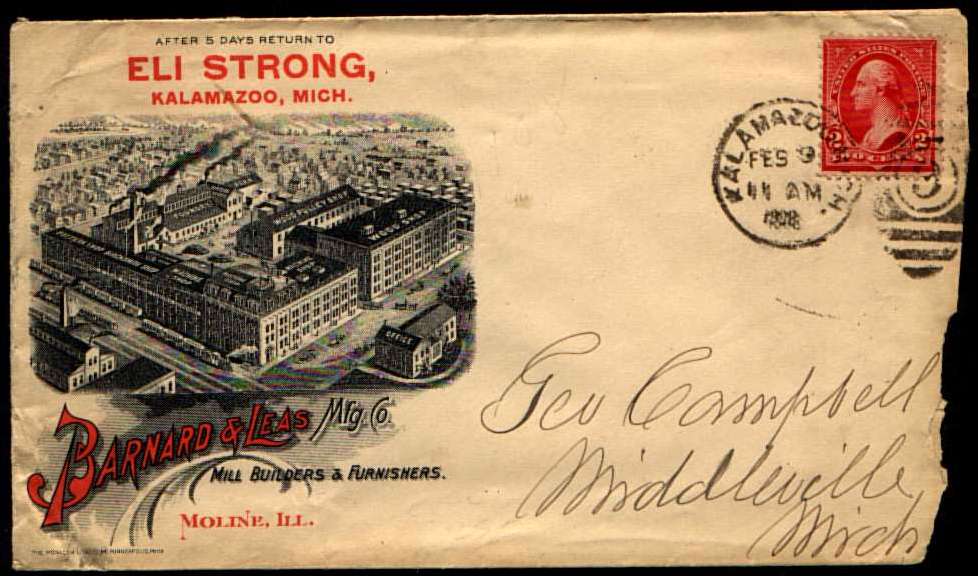 AFTER 5 DAYS RETURN TO
ELI STRONG,
KALAMAZOO, MICH.
OFFICE
BARNARD & LEAS Mfg. Co.
MILL BUILDERS & FURNISHERS.
MOLINE, ILL.
KALAMAZOO
FEB 9
11 AM
Geo Campbell
Middleville
Mich